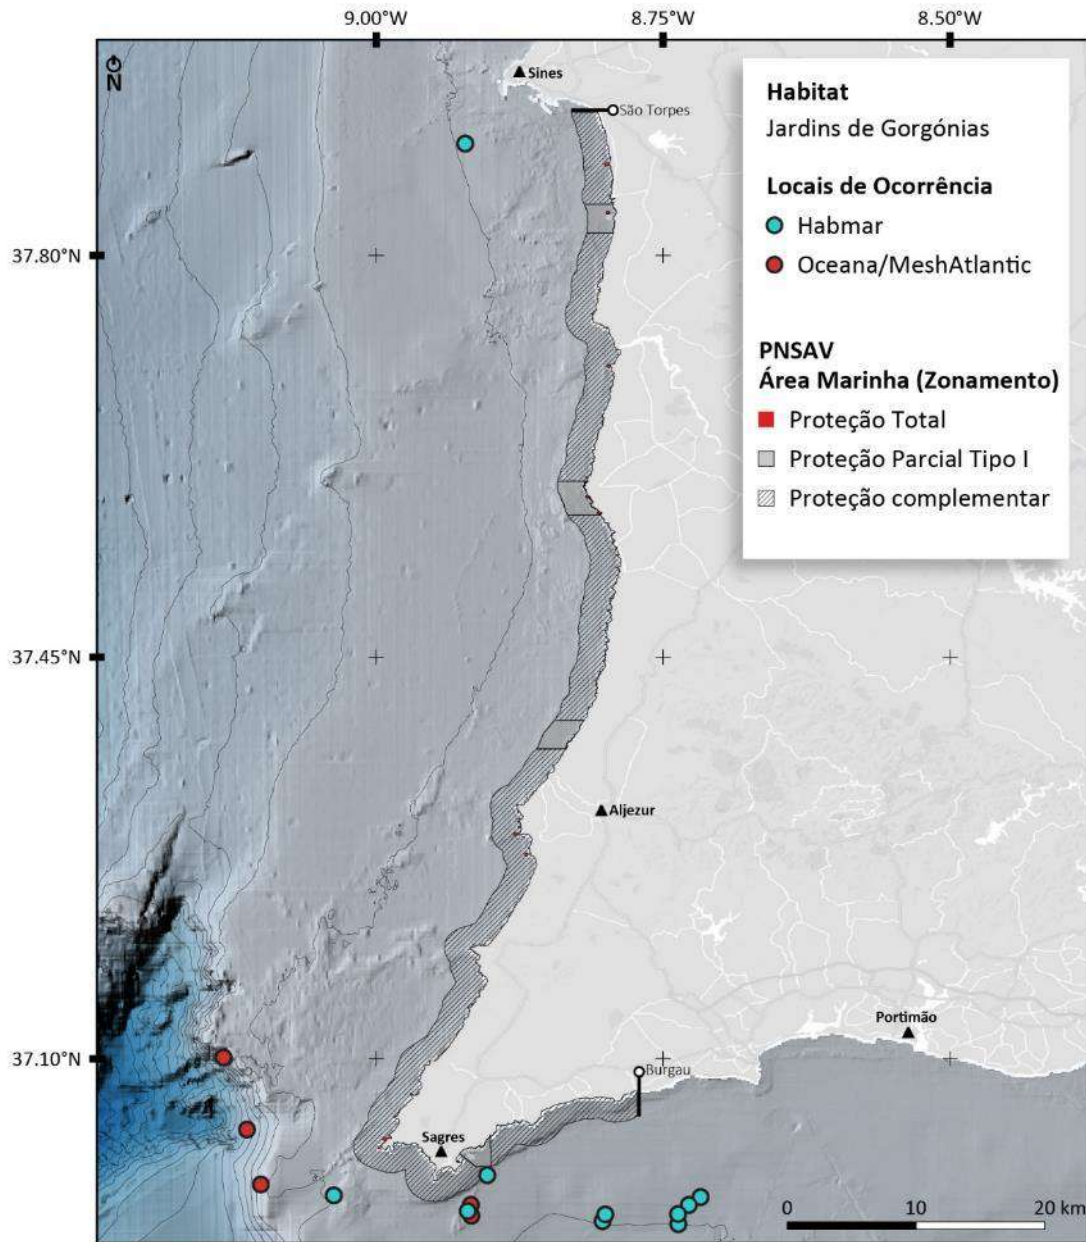 9.00°W
8.75°W
8.50°W
N
Sines
São Torpes
Habitat
Jardins de Gorgónias
Locais de Ocorrência
Habmar
Oceana/MeshAtlantic
PNSAV
Área Marinha (Zonamento)
Proteção Total
Proteção Parcial Tipo I
Proteção complementar
37.80°N
37.45°N
Aljezur
Portimão
37.10°N
Burgau
Sagres
0 10 20 km